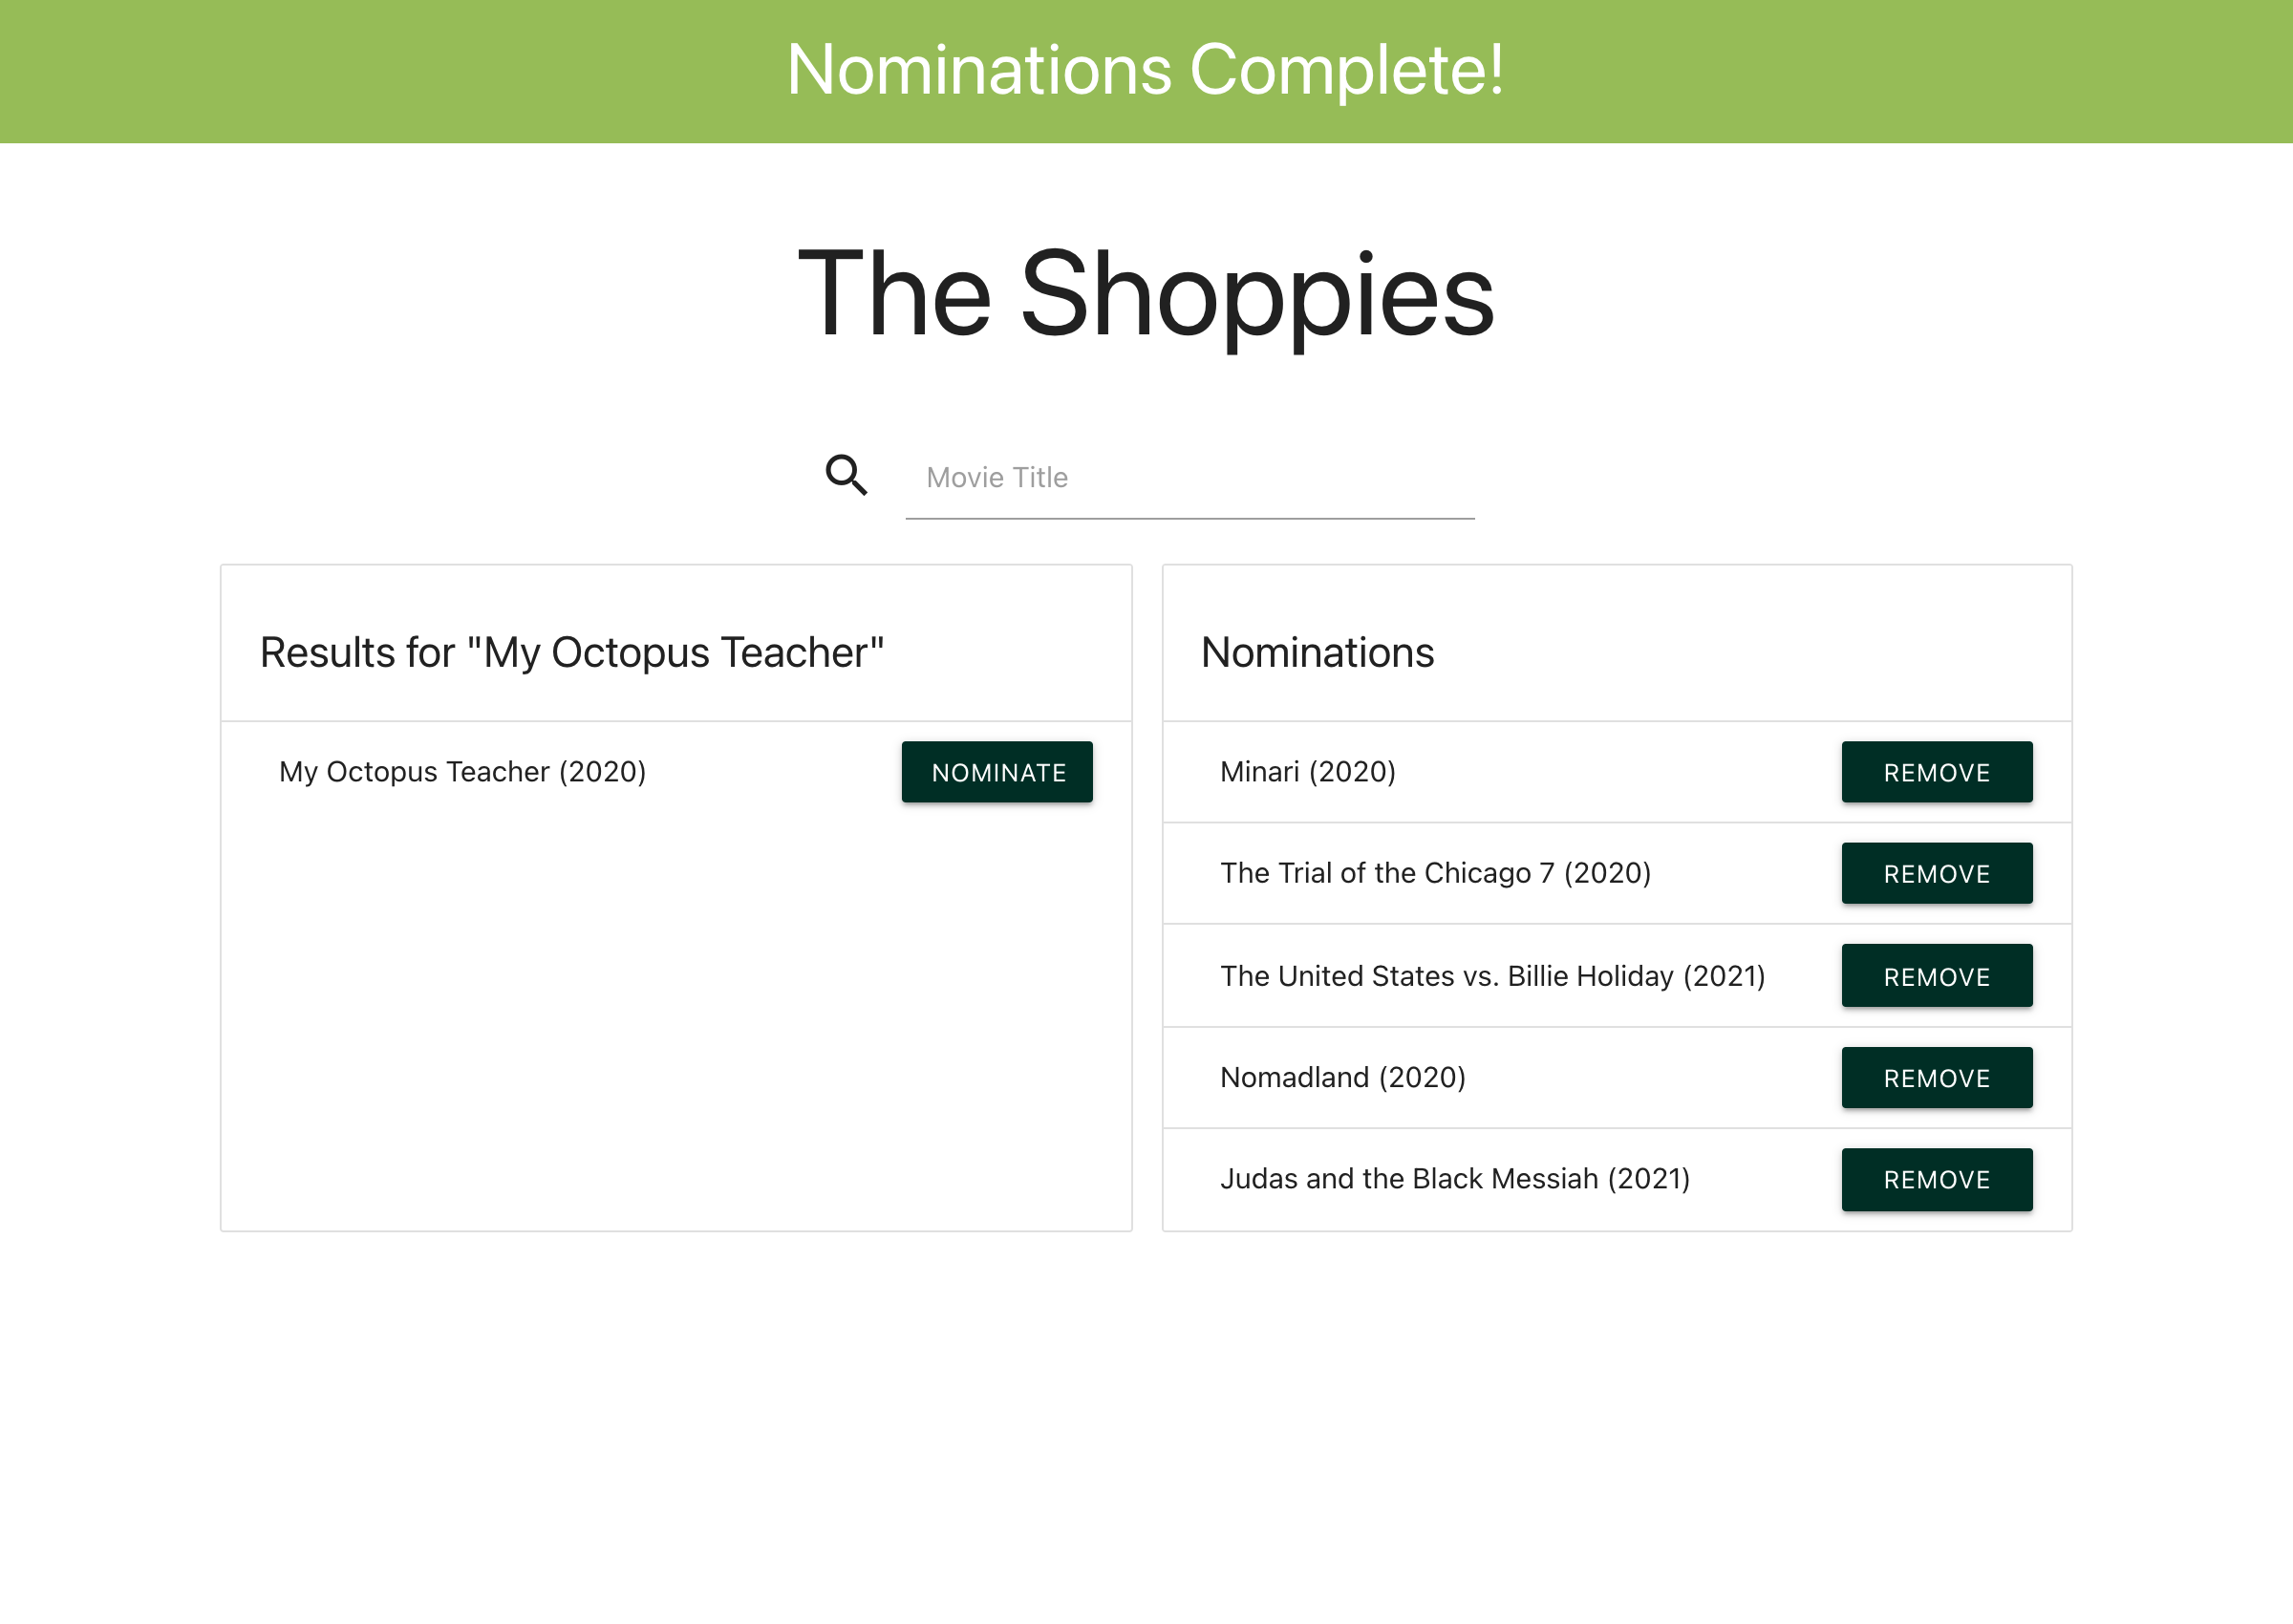 Nominations Complete!
The Shoppies
Movie Title
Results for "My Octopus Teacher"
My Octopus Teacher (2020)
NOMINATE
Nominations
Minari (2020)
REMOVE
The Trial of the Chicago 7 (2020)
REMOVE
The United States vs. Billie Holiday (2021)
REMOVE
Nomadland (2020)
REMOVE
Judas and the Black Messiah (2021)
REMOVE